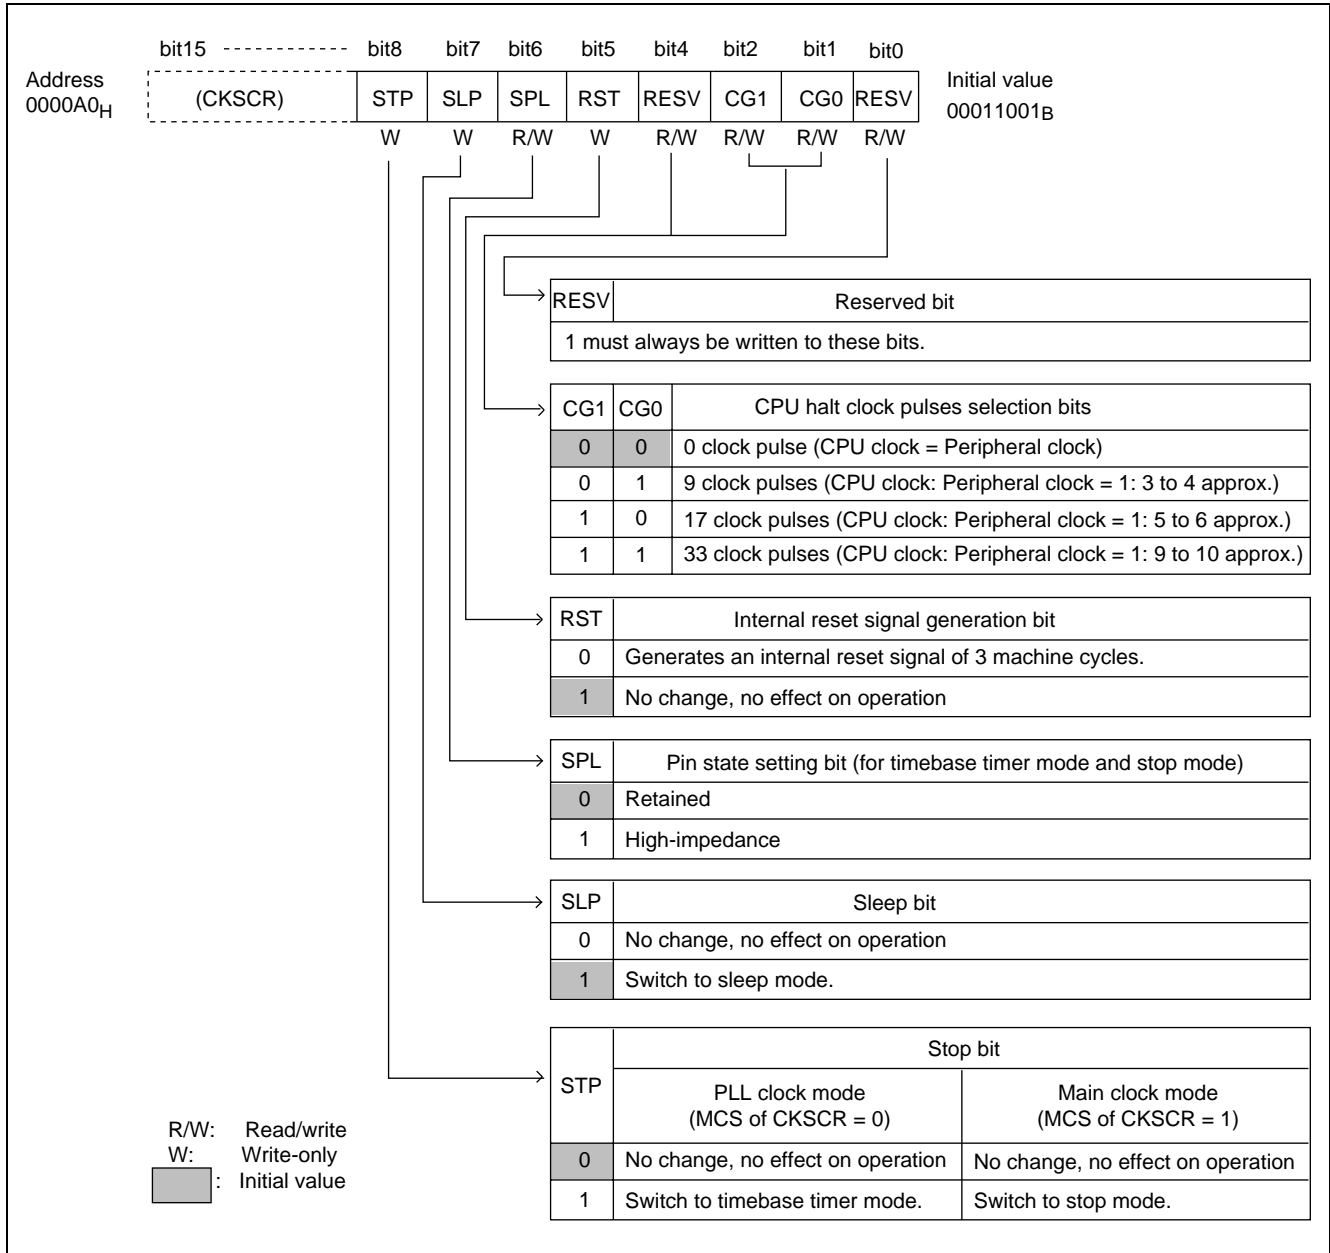 bit15 bit8 bit7 bit6 bit5 bit4 bit2 bit1 bit0
Address
0000A0H
(CKSCR) STP SLP SPL RST RESV CG1 CG0 RESV
Initial value
00011001B
W W R/W W R/W R/W R/W R/W
RESV Reserved bit
1 must always be written to these bits.
CG1 CG0 CPU halt clock pulses selection bits
0 0 0 clock pulse (CPU clock = Peripheral clock)
0 1 9 clock pulses (CPU clock: Peripheral clock = 1: 3 to 4 approx.)
1 0 17 clock pulses (CPU clock: Peripheral clock = 1: 5 to 6 approx.)
1 1 33 clock pulses (CPU clock: Peripheral clock = 1: 9 to 10 approx.)
RST Internal reset signal generation bit
0 Generates an internal reset signal of 3 machine cycles.
1 No change, no effect on operation
SPL Pin state setting bit (for timebase timer mode and stop mode)
0 Retained
1 High-impedance
SLP Sleep bit
0 No change, no effect on operation
1 Switch to sleep mode.
STP Stop bit
PLL clock mode
(MCS of CKSCR = 0)
Main clock mode
(MCS of CKSCR = 1)
0 No change, no effect on operation No change, no effect on operation
1 Switch to timebase timer mode. Switch to stop mode.
R/W: Read/write
W: Write-only
: Initial value